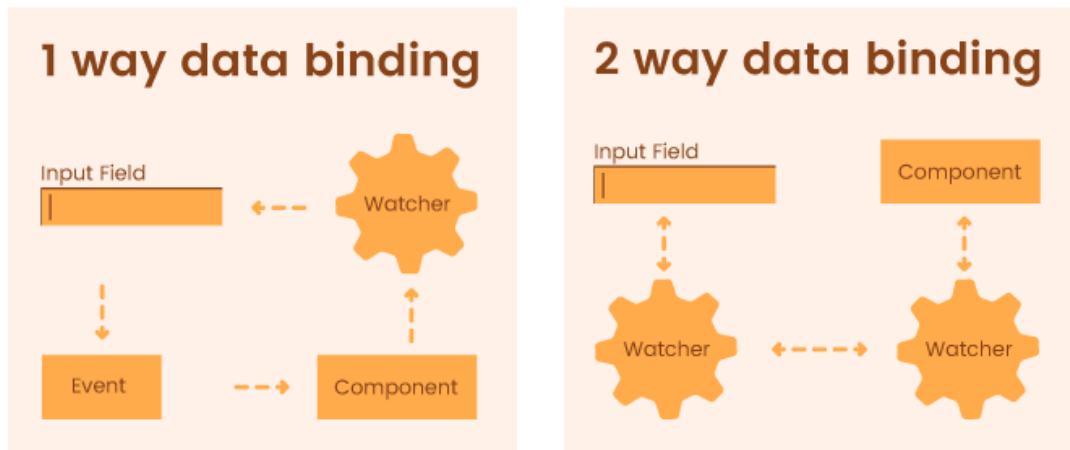 1 way data binding
Input Field
Watcher
Event
Component
2 way data binding
Input Field
Component
Watcher
Watcher